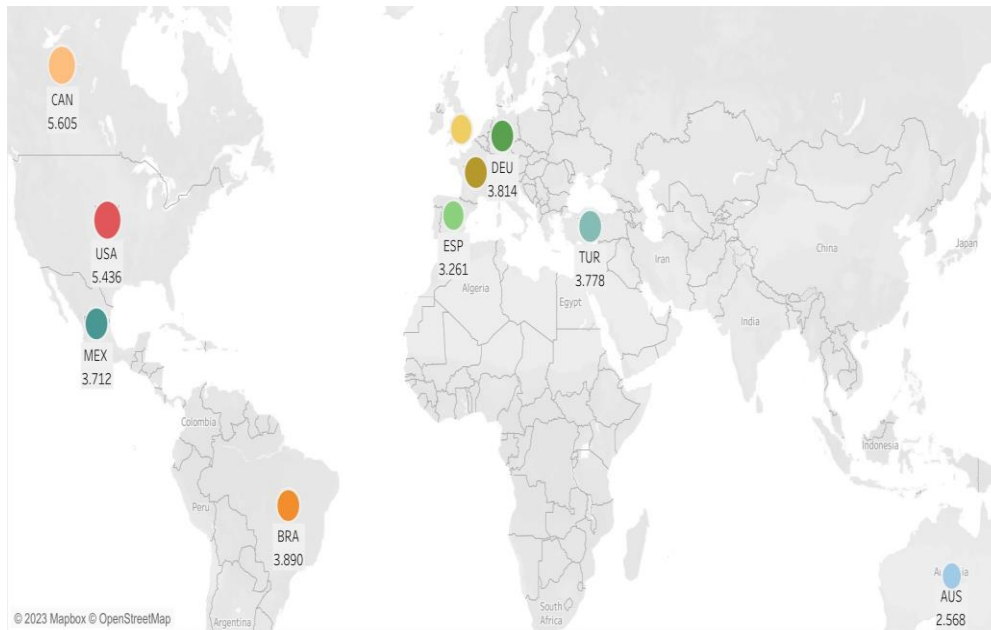 CAN
5.605
USA
5.436
MEX
3.712
BRA
3.890
DEU
3.814
ESP
3.261
TUR
3.778
AUS
2.568
Algeria
Egypt
Iran
India
China
Japan
Indonesia
Colombia
Peru
Argentina
South
Africa
© 2023 Mapbox © OpenStreetMap